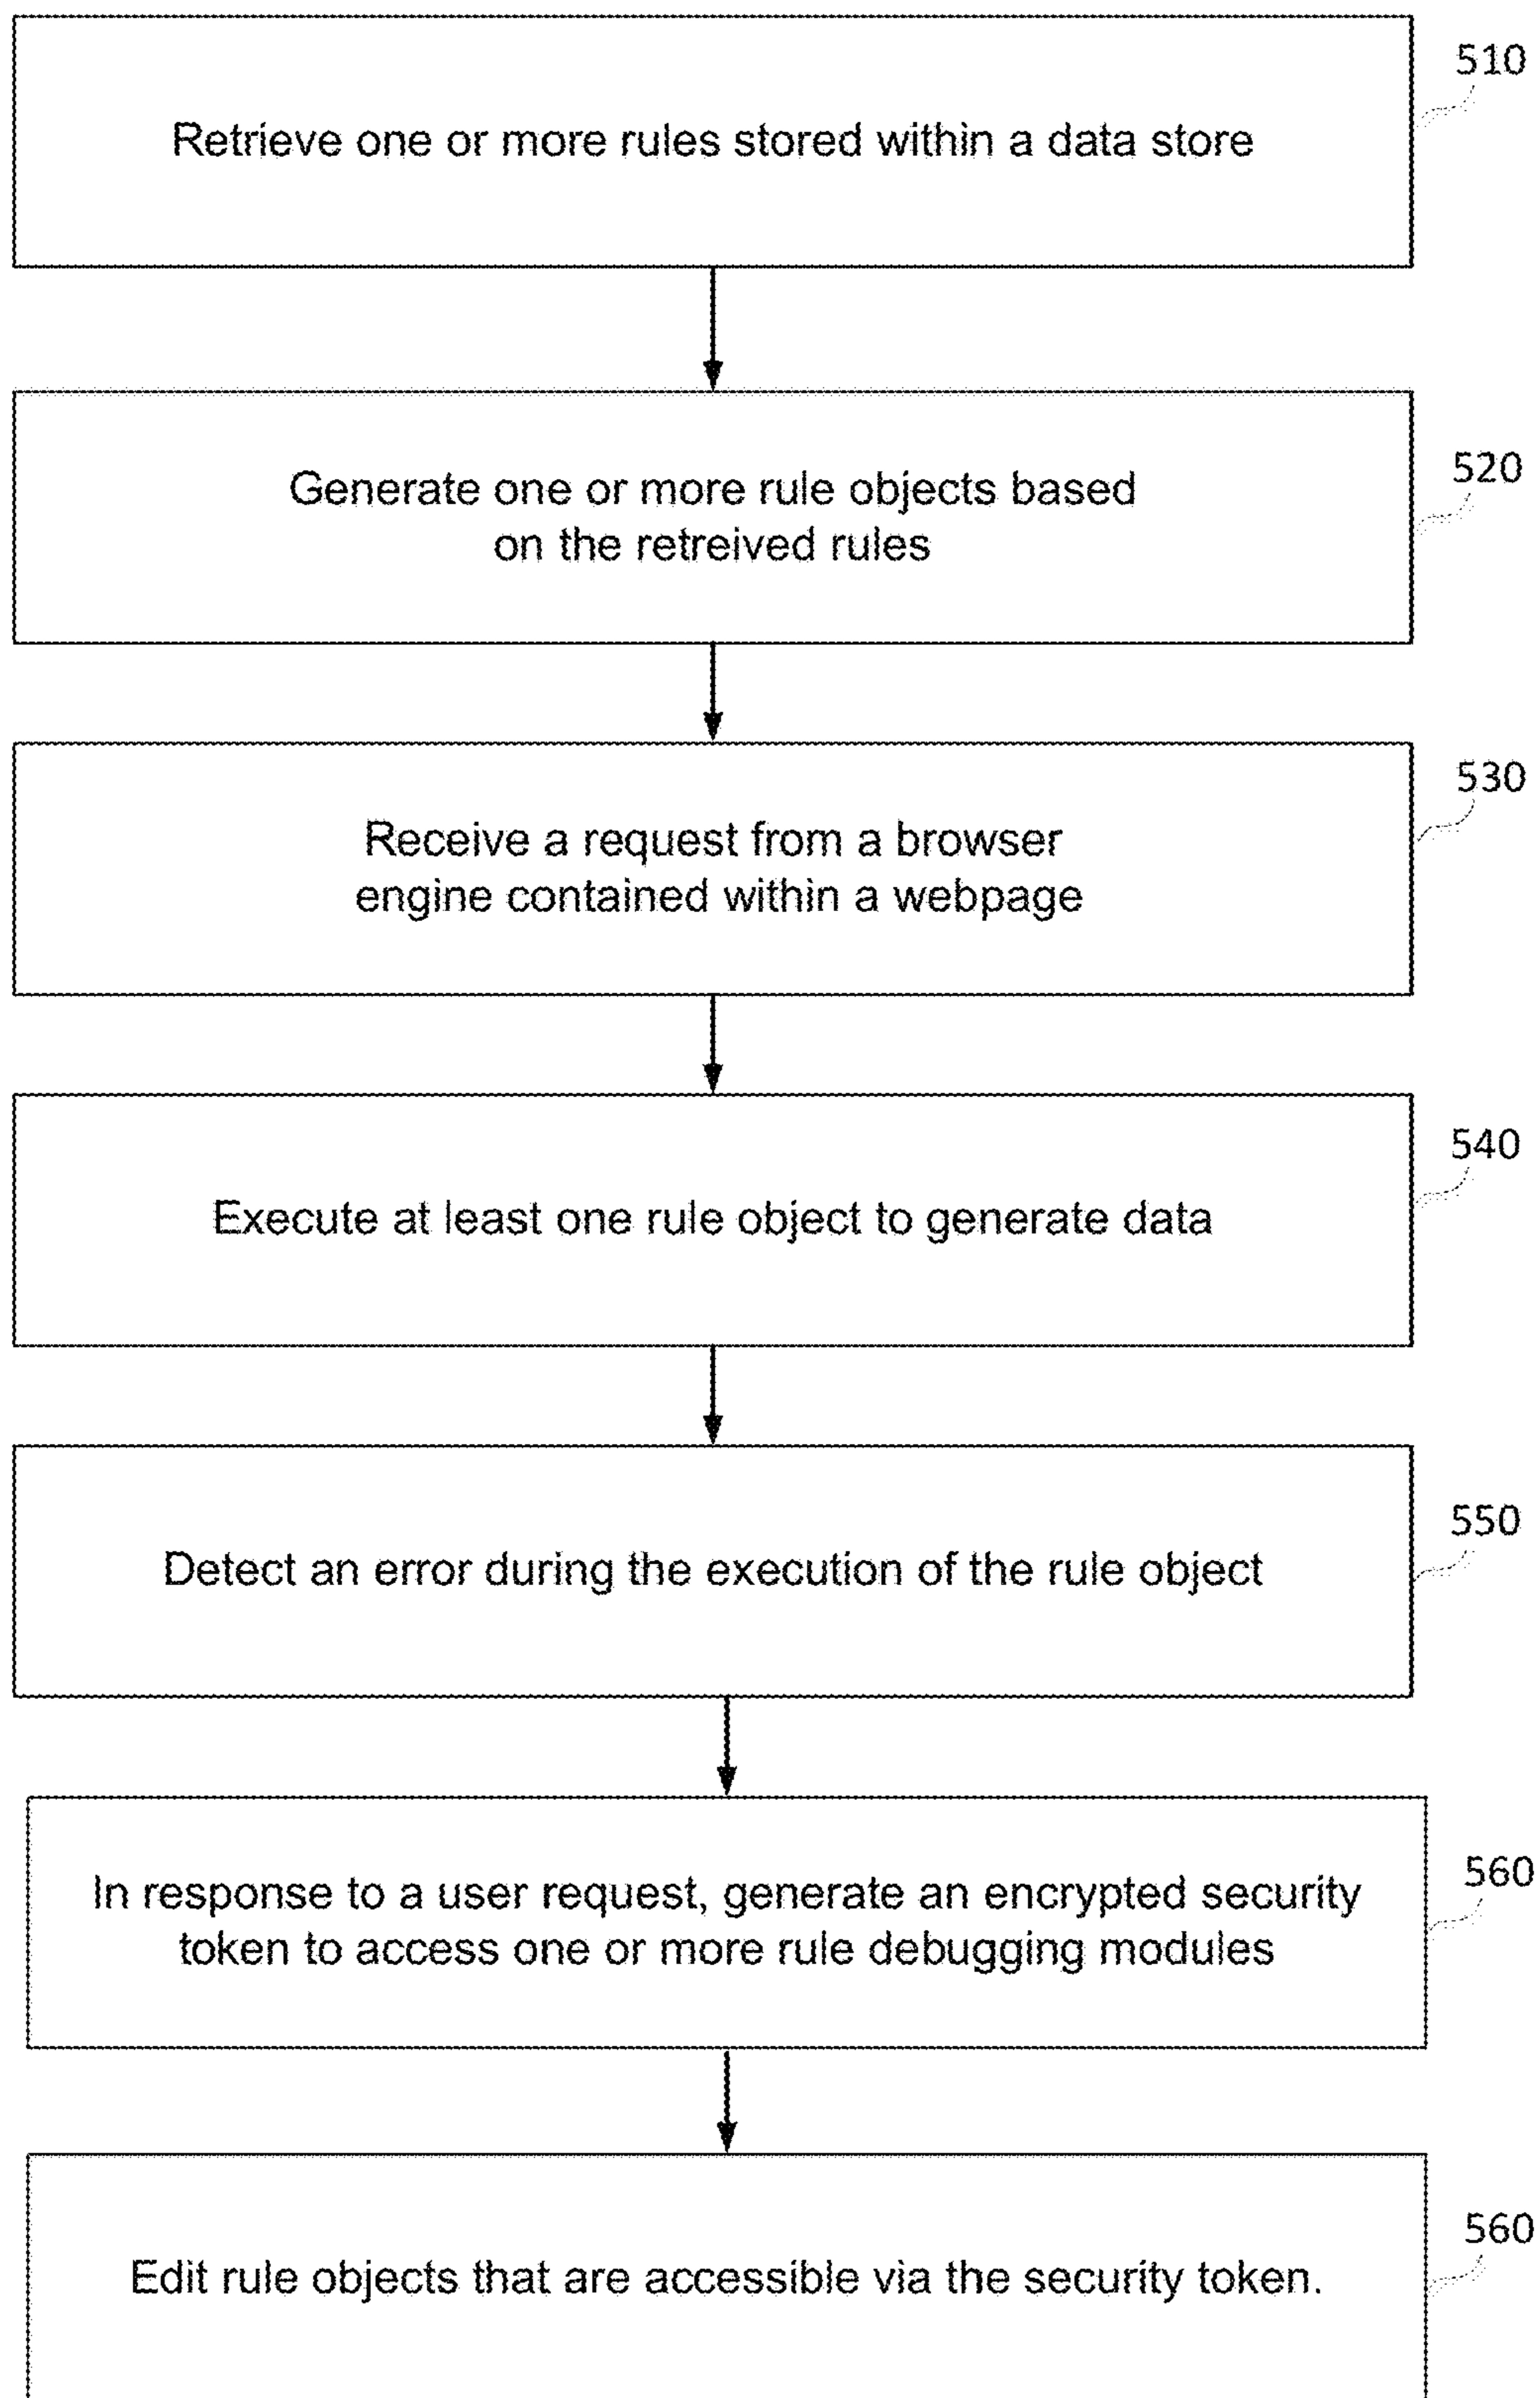 510
Retrieve one or more rules stored within a data store
520
Generate one or more rule objects based
on the retreived rules
530
Receive a request from a browser
engine contained within a webpage
540
Execute at least one rule object to generate data
550
Detect an error during the execution of the rule object
560
In response to a user request, generate an encrypted security
token to access one or more rule debugging modules
560
Edit rule objects that are accessible via the security token.